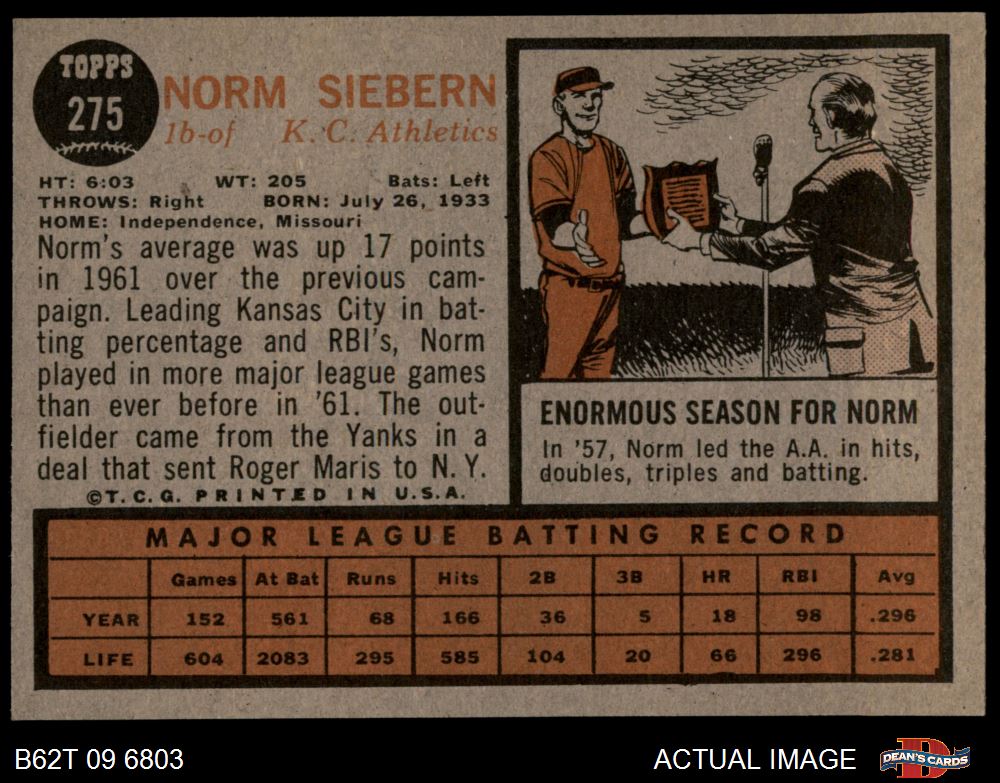 TOPPS
275
NORM SIEBERN
1b-of K. C. Athletics
HT: 6:03 WT: 205 Bats: Left
THROWS: Right BORN: July 26, 1933
HOME: Independence, Missouri
Norm's average was up 17 points
in 1961 over the previous cam-
paign. Leading Kansas City in bat-
ting percentage and RBI's, Norm
played in more major league games
than ever before in '61. The out-
fielder came from the Yanks in a
deal that sent Roger Maris to N. Y.
©T. C. G. PRINTED IN U. S. A.
ENORMOUS SEASON FOR NORM
In '57, Norm led the A.A. in hits,
doubles, triples and batting.
MAJOR LEAGUE BATTING RECORD
Games At Bat Runs Hits 2B 3B HR RBI Avg
YEAR 152 561 68 166 36 5 18 98 .296
LIFE 604 2083 295 585 104 20 66 296 .281
B62T 09 6803 ACTUAL IMAGE
D
DEAN'S CARDS